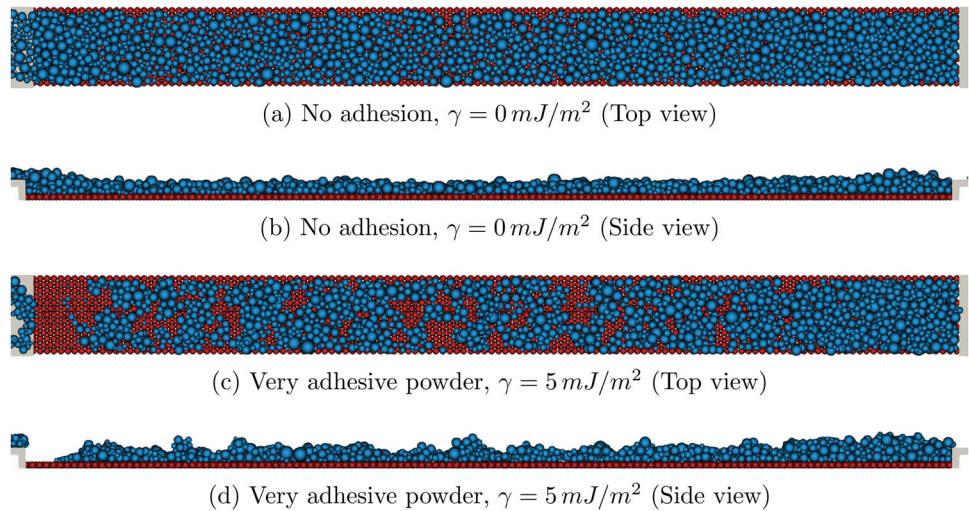 (a) No adhesion, γ = 0 mJ/m² (Top view)
(b) No adhesion, γ = 0 mJ/m² (Side view)
(c) Very adhesive powder, γ = 5 mJ/m² (Top view)
(d) Very adhesive powder, γ = 5 mJ/m² (Side view)